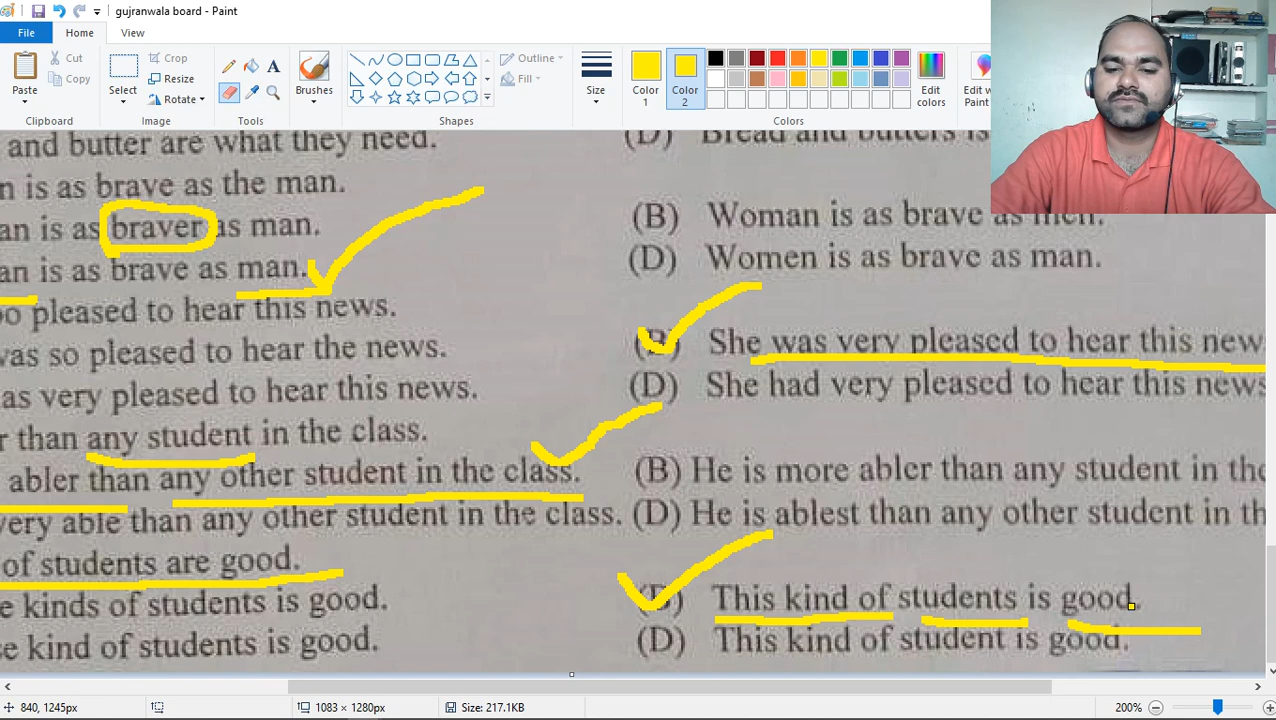 gujranwala board - Paint
File Home View
Paste
Cut
Copy
Clipboard
Select
Crop
Resize
Rotate
Image
A
Tools
Brushes
Outline
Fill
Shapes
Size
Color 1
Color 2
Edit colors
Colors
and butter are what they need.
(D) Bread and butters is
is as brave as the man.
is as braver as man.
(B) Woman is as brave as men.
is as brave as man.
(D) Women is as brave as man.
pleased to hear this news.
was so pleased to hear the news.
(B) She was very pleased to hear this new
very pleased to hear this news.
(D) She had very pleased to hear this news
than any student in the class.
abler than any other student in the class.
(B) He is more abler than any student in the
very able than any other student in the class.
(D) He is ablest than any other student in th
of students are good.
kinds of students is good.
(B) This kind of students is good.
kind of student is good.
(D) This kind of student is good.
840, 1245px
1083 × 1280px
Size: 217.1KB
200%